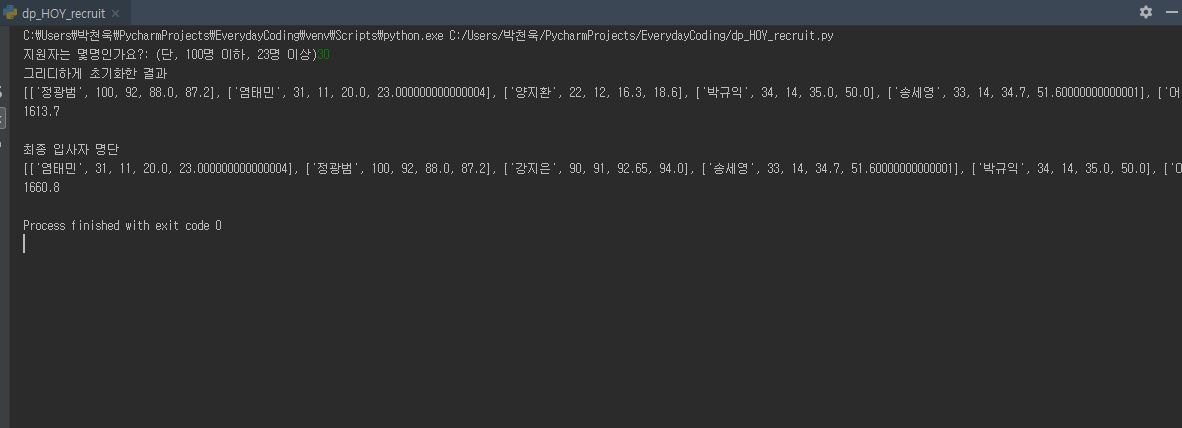 dp_HOY_recruit
C:\Users\박천욱\PycharmProjects\EverydayCoding\venv\Scripts\python.exe C:/Users/박천욱/PycharmProjects/EverydayCoding/dp_HOY_recruit.py
지원자는 몇명인가요?: (단, 100명 이하, 23명 이상)30
그리디하게 초기화한 결과
[['정광범', 100, 92, 88.0, 87.2], ['염태민', 31, 11, 20.0, 23.000000000000004], ['양지환', 22, 12, 16.3, 18.6], ['박규익', 34, 14, 35.0, 50.0], ['송세영', 33, 14, 34.7, 51.60000000000001], ['어
1613.7
최종 입사자 명단
[['염태민', 31, 11, 20.0, 23.000000000000004], ['정광범', 100, 92, 88.0, 87.2], ['강지은', 90, 91, 92.65, 94.0], ['송세영', 33, 14, 34.7, 51.60000000000001], ['박규익', 34, 14, 35.0, 50.0], ['
1660.8
Process finished with exit code 0